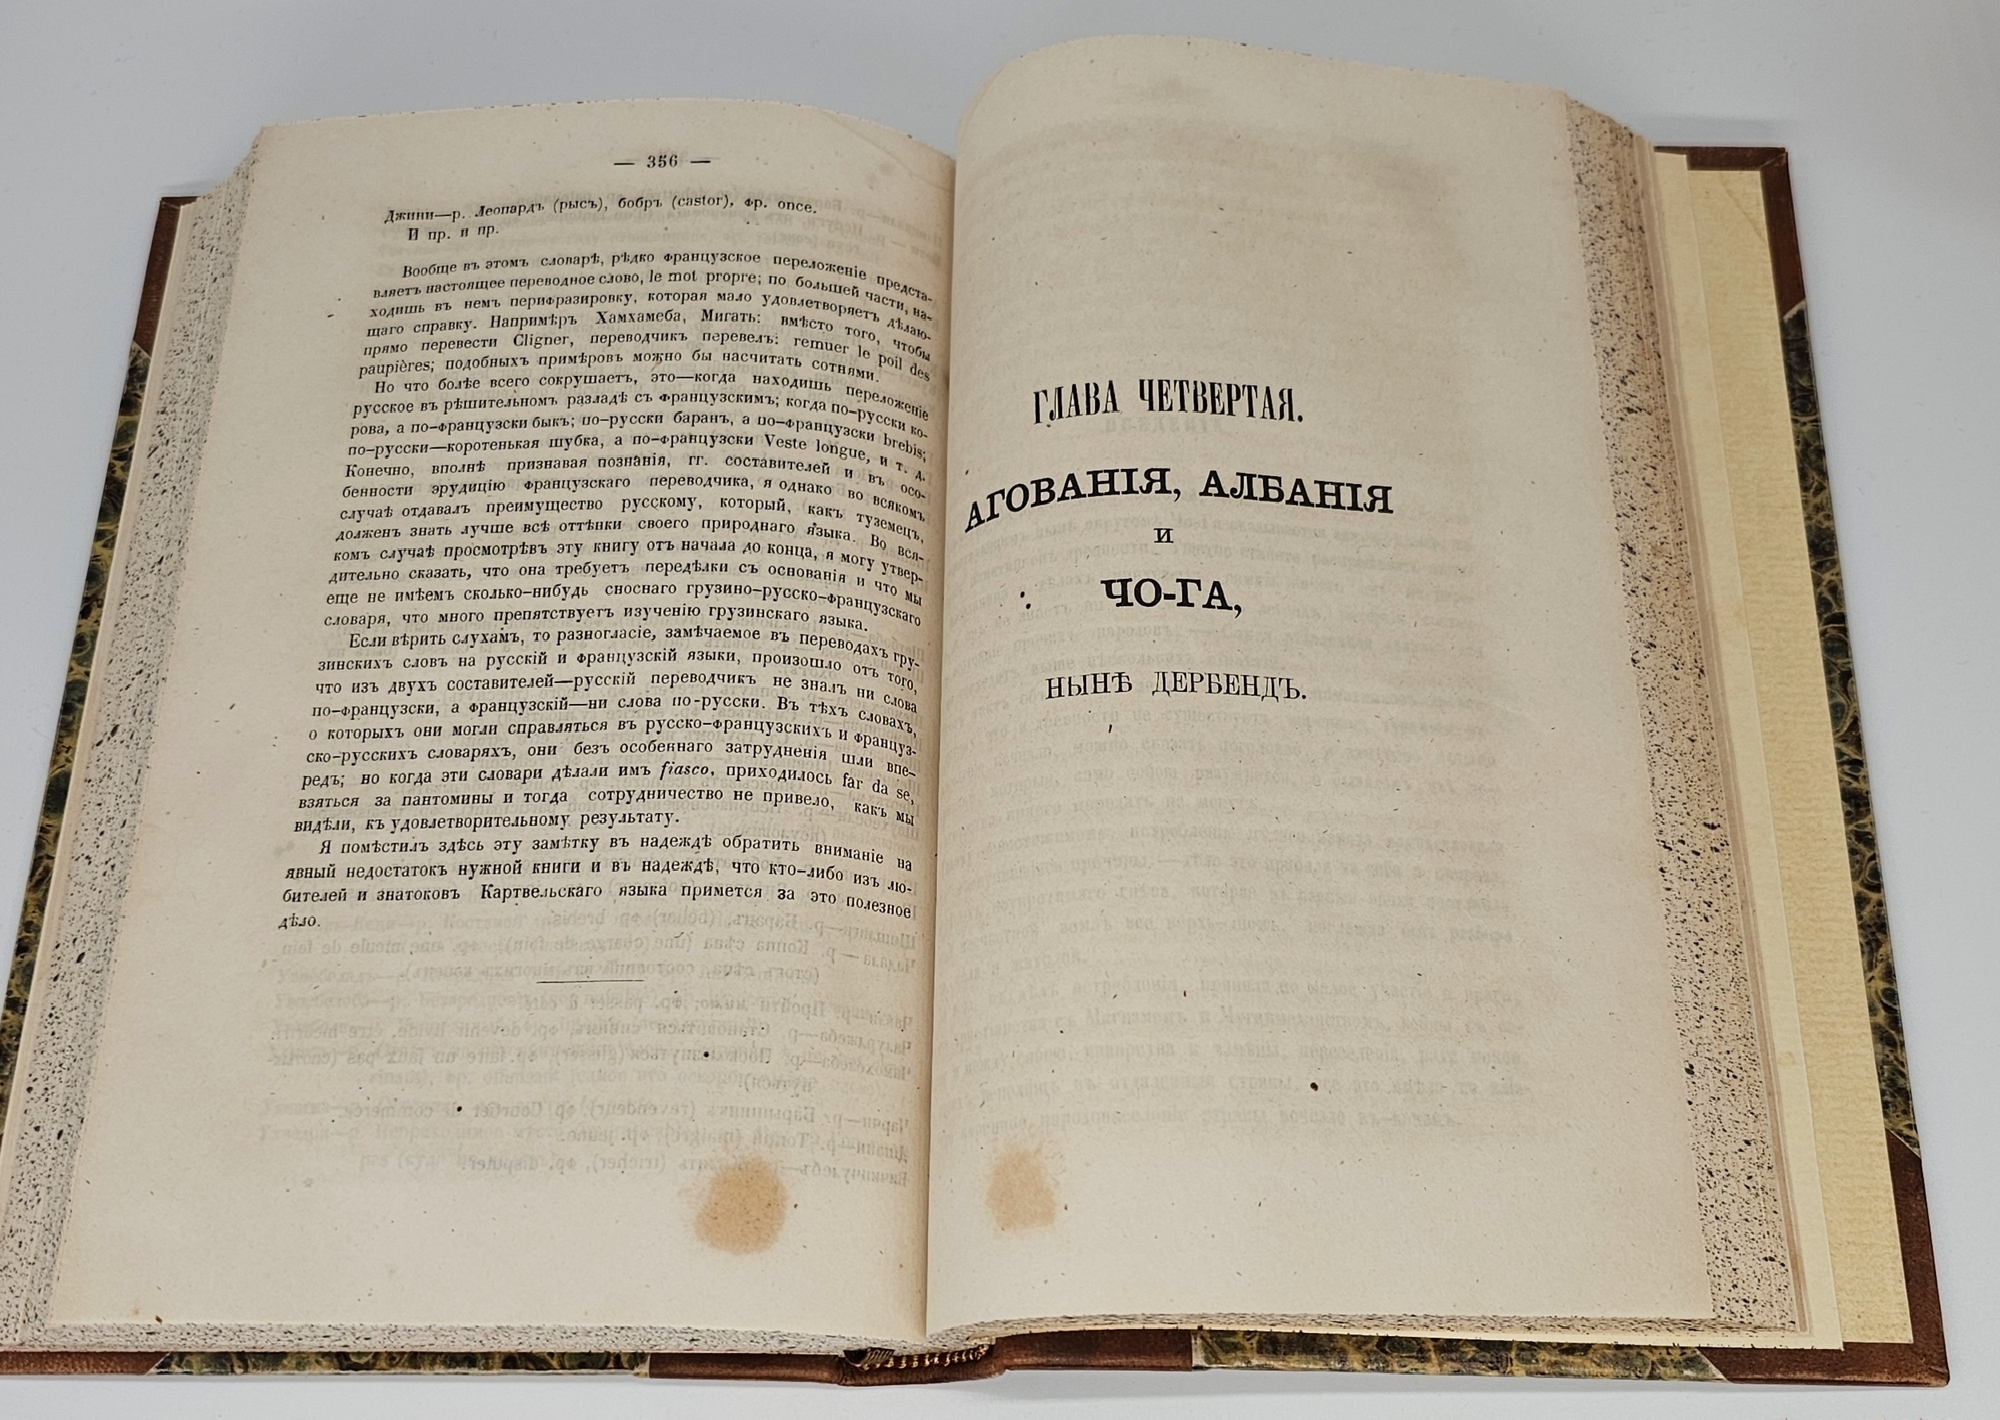 — 356 —
Джини—р. Леопардъ (рысъ), бобръ (castor), фр. once.
И пр. и пр.
Вообще въ этомъ словарѣ, рѣдко французское переложеніе предста-
вляетъ настоящее переводное слово, le mot propre; по большей части, на-
ходишь въ немъ перифразировку, которая мало удовлетворяетъ дѣлаю-
щаго справку. Напримѣръ Хамхамеба, Мигать: вмѣсто того, чтобы
прямо перевести Cligner, переводчикъ перевелъ: remuer le poil des
paupières; подобныхъ примѣровъ можно бы насчитать сотнями.
Но что болѣе всего сокрушаетъ, это—когда находишь переложеніе
русское въ рѣшительномъ разладѣ съ французскимъ; когда по-русски ко-
рова, а по-французски быкъ; по-русски баранъ, а по-французски brebis;
по-русски—коротенькая шубка, а по-французски Veste longue, и т. д.
Конечно, вполнѣ признавая познанія, гг. составителей и въ осо-
бенности эрудицію французскаго переводчика, я однако во всякомъ
случаѣ отдавалъ преимущество русскому, который, какъ туземецъ,
долженъ знать лучше всѣ оттѣнки своего природнаго языка. Во вся-
комъ случаѣ просмотрѣвъ эту книгу отъ начала до конца, я могу утвер-
дительно сказать, что она требуетъ передѣлки съ основанія и что мы
еще не имѣемъ сколько-нибудь сноснаго грузино-русско-французскаго
словаря, что много препятствуетъ изученію грузинскаго языка.
Если вѣрить слухамъ, то разногласіе, замѣчаемое въ переводахъ гру-
зинскихъ словъ на русскій и французскій языки, произошло отъ того,
что изъ двухъ составителей—русскій переводчикъ не зналъ ни слова
по-французски, а французскій—ни слова по-русски. Въ тѣхъ словахъ,
о которыхъ они могли справляться въ русско-французскихъ и француз-
ско-русскихъ словаряхъ, они безъ особеннаго затрудненія шли впе-
редъ; но когда эти словари дѣлали имъ fiasco, приходилось far da se,
взяться за пантомины и тогда сотрудничество не привело, какъ мы
видѣли, къ удовлетворительному результату.
Я помѣстилъ здѣсь эту замѣтку въ надеждѣ обратить вниманіе на
явный недостатокъ нужной книги и въ надеждѣ, что кто-либо изъ лю-
бителей и знатоковъ Картвельскаго языка примется за это полезное
дѣло.
ГЛАВА ЧЕТВЕРТАЯ.
АГОВАНІЯ, АЛБАНІЯ
И
ЧО-ГА,
НЫНѢ ДЕРБЕНДЪ.